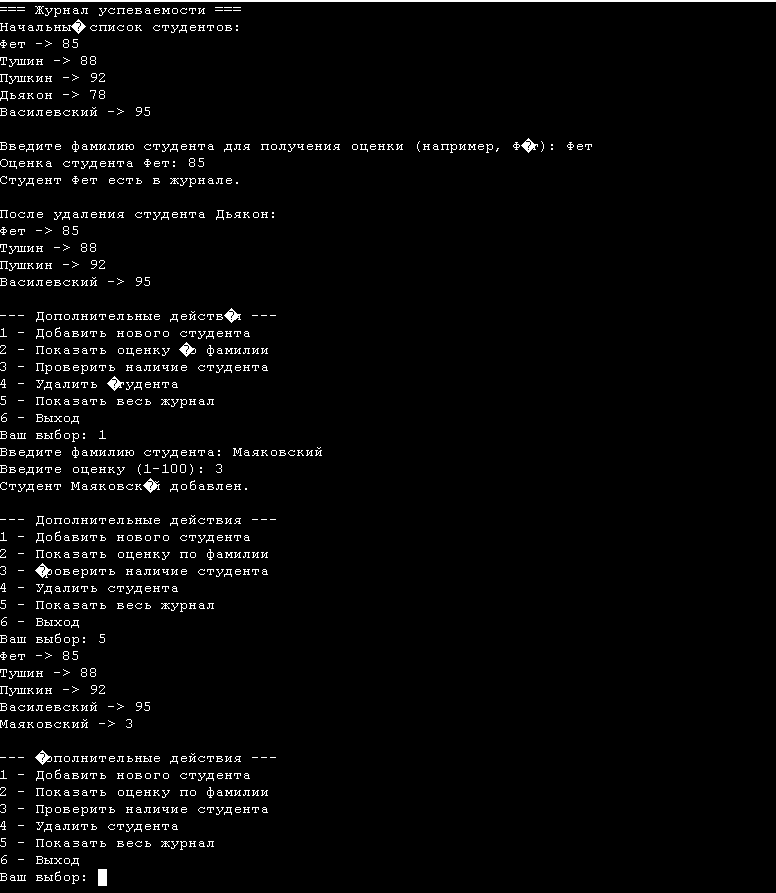 === Журнал успеваемости ===
Начальны�список студентов:
Фет -> 85
Тушин -> 88
Пушкин -> 92
Дьякон -> 78
Василевский -> 95
Введите фамилию студента для получения оценки (например, Ф�т): Фет
Оценка студента Фет: 85
Студент Фет есть в журнале.
После удаления студента Дьякон:
Фет -> 85
Тушин -> 88
Пушкин -> 92
Василевский -> 95
--- Дополнительные действ�я ---
1 - Добавить нового студента
2 - Показать оценку �о фамилии
3 - Проверить наличие студента
4 - Удалить �тудента
5 - Показать весь журнал
6 - Выход
Ваш выбор: 1
Введите фамилию студента: Маяковский
Введите оценку (1-100): 3
Студент Маяковск�й добавлен.
--- Дополнительные действия ---
1 - Добавить нового студента
2 - Показать оценку по фамилии
3 - �роверить наличие студента
4 - Удалить студента
5 - Показать весь журнал
6 - Выход
Ваш выбор: 5
Фет -> 85
Тушин -> 88
Пушкин -> 92
Василевский -> 95
Маяковский -> 3
--- �ополнительные действия ---
1 - Добавить нового студента
2 - Показать оценку по фамилии
3 - Проверить наличие студента
4 - Удалить студента
5 - Показать весь журнал
6 - Выход
Ваш выбор: